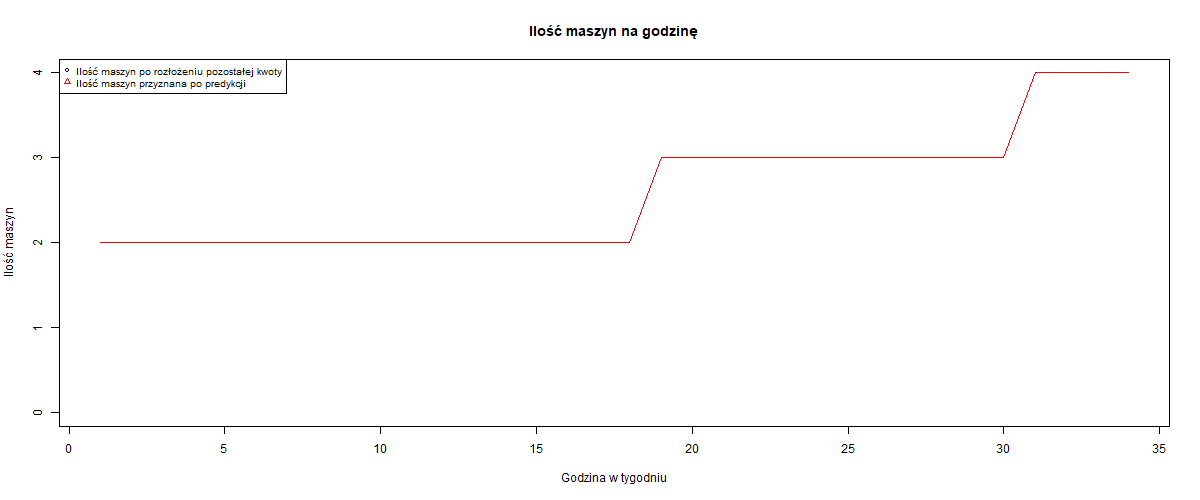 Ilość maszyn na godzinę
Ilość maszyn po rozłożeniu pozostałej kwoty
Ilość maszyn przyznana po predykcji
Ilość maszyn
4
3
2
1
0
0 5 10 15 20 25 30 35
Godzina w tygodniu